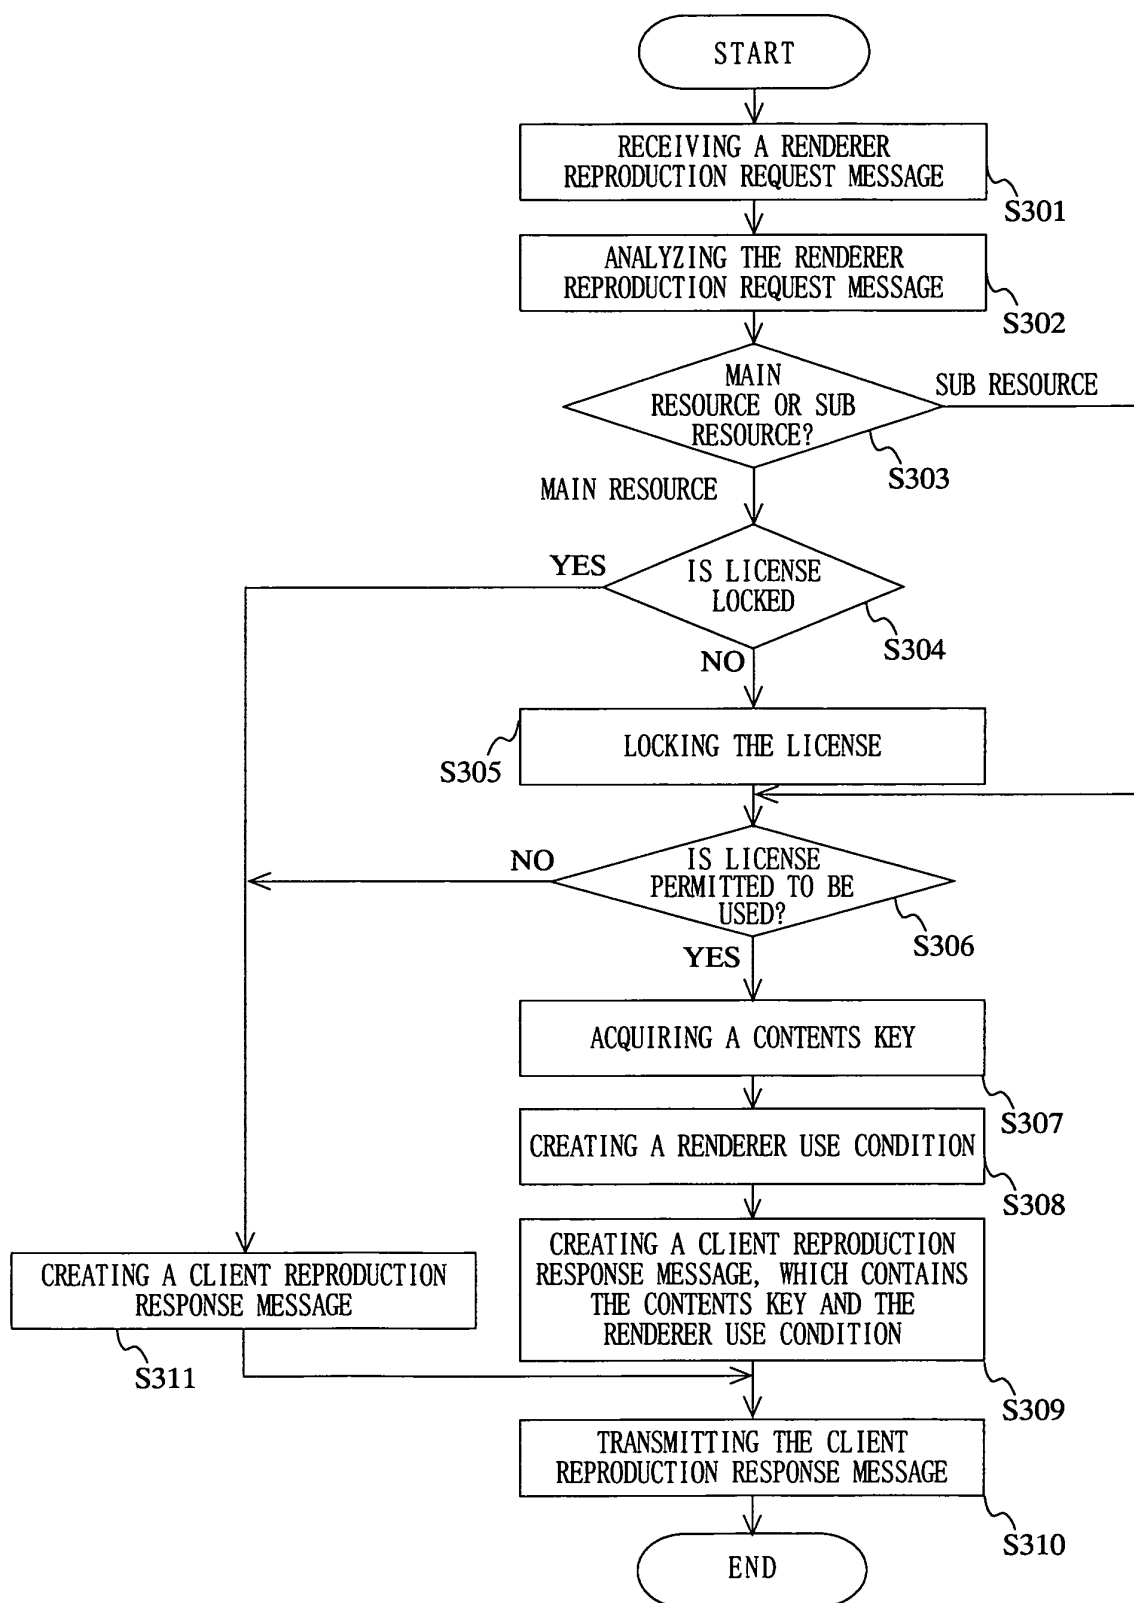 START
RECEIVING A RENDERER
REPRODUCTION REQUEST MESSAGE
S301
ANALYZING THE RENDERER
REPRODUCTION REQUEST MESSAGE
S302
MAIN
RESOURCE OR SUB
RESOURCE?
SUB RESOURCE
S303
MAIN RESOURCE
YES
IS LICENSE
LOCKED
S304
NO
LOCKING THE LICENSE
S305
NO
IS LICENSE
PERMITTED TO BE
USED?
S306
YES
ACQUIRING A CONTENTS KEY
S307
CREATING A RENDERER USE CONDITION
S308
CREATING A CLIENT REPRODUCTION
RESPONSE MESSAGE, WHICH CONTAINS
THE CONTENTS KEY AND THE
RENDERER USE CONDITION
S309
CREATING A CLIENT REPRODUCTION
RESPONSE MESSAGE
S311
TRANSMITTING THE CLIENT
REPRODUCTION RESPONSE MESSAGE
S310
END